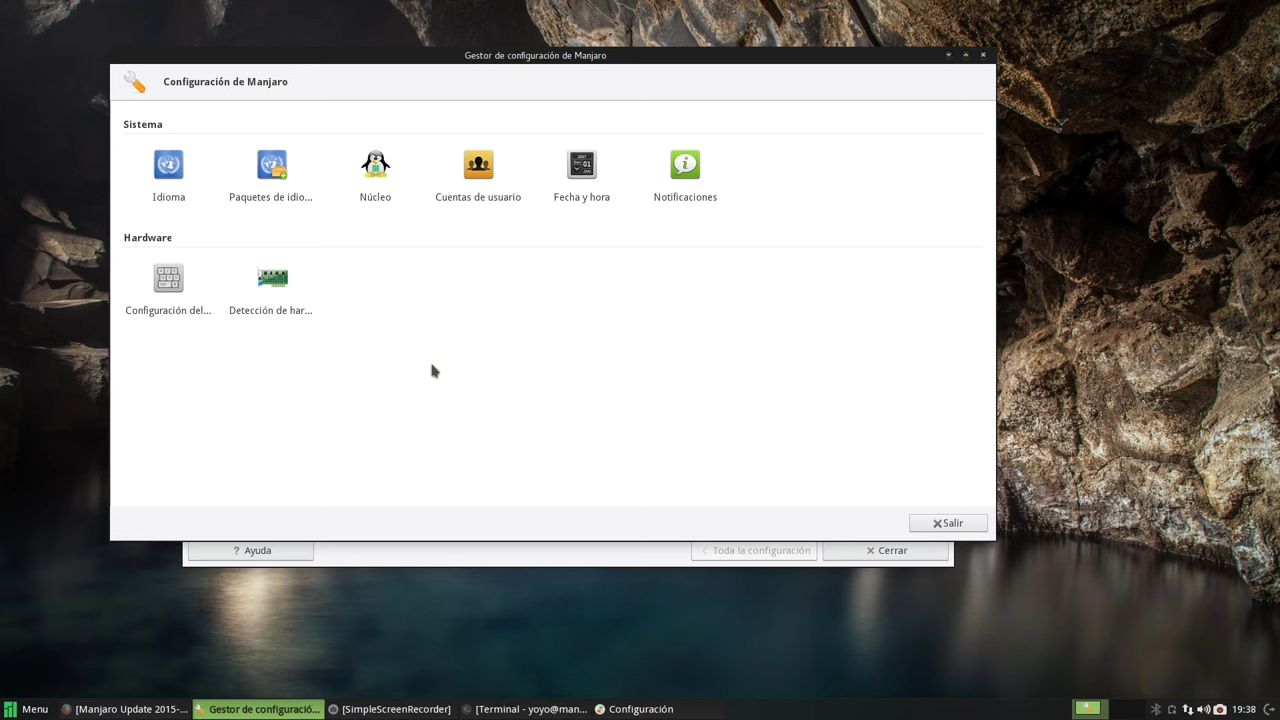 Gestor de configuración de Manjaro
Configuración de Manjaro
Sistema
Idioma
Paquetes de idio...
Núcleo
Cuentas de usuario
Fecha y hora
Notificaciones
Hardware
Configuración del...
Detección de har...
Salir
? Ayuda
Toda la configuración
Cerrar
Menu
[Manjaro Update 2015-...
Gestor de configuració...
[SimpleScreenRecorder]
[Terminal - yoyo@man...
Configuración
19:38